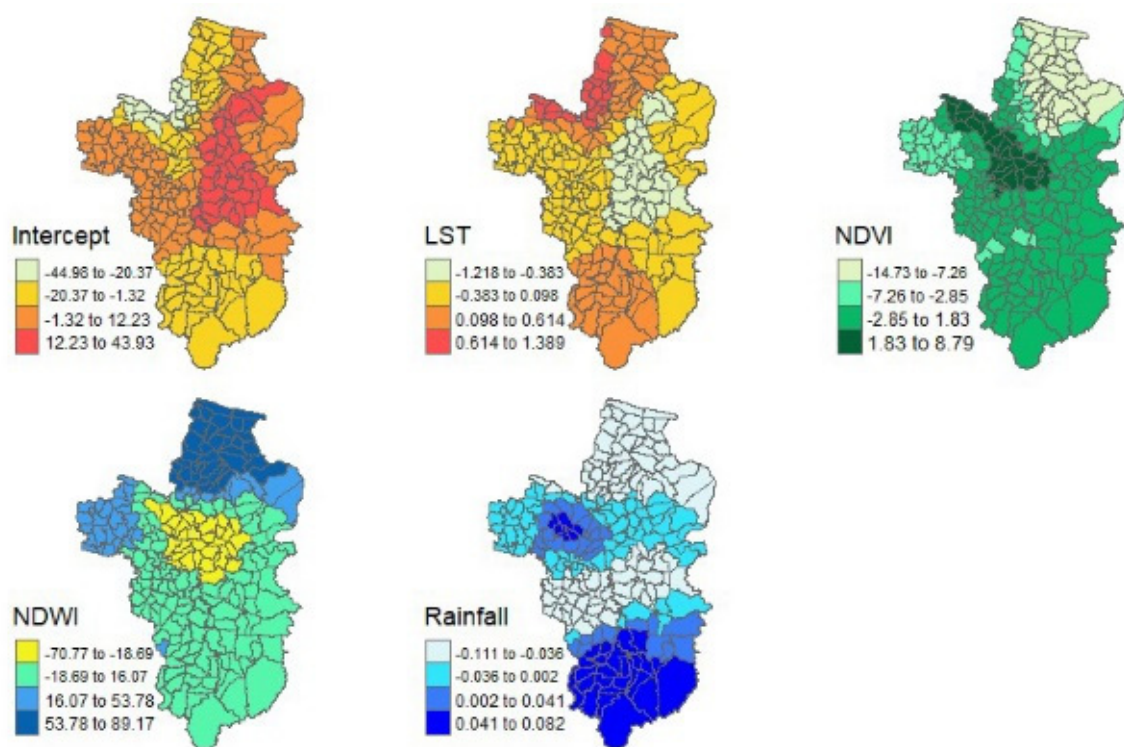 Intercept
-44.98 to -20.37
-20.37 to -1.32
-1.32 to 12.23
12.23 to 43.93
LST
-1.218 to -0.383
-0.383 to 0.098
0.098 to 0.614
0.614 to 1.389
NDVI
-14.73 to -7.26
-7.26 to -2.85
-2.85 to 1.83
1.83 to 8.79
NDWI
-70.77 to -18.69
-18.69 to 16.07
16.07 to 53.78
53.78 to 89.17
Rainfall
-0.111 to -0.036
-0.036 to 0.002
0.002 to 0.041
0.041 to 0.082